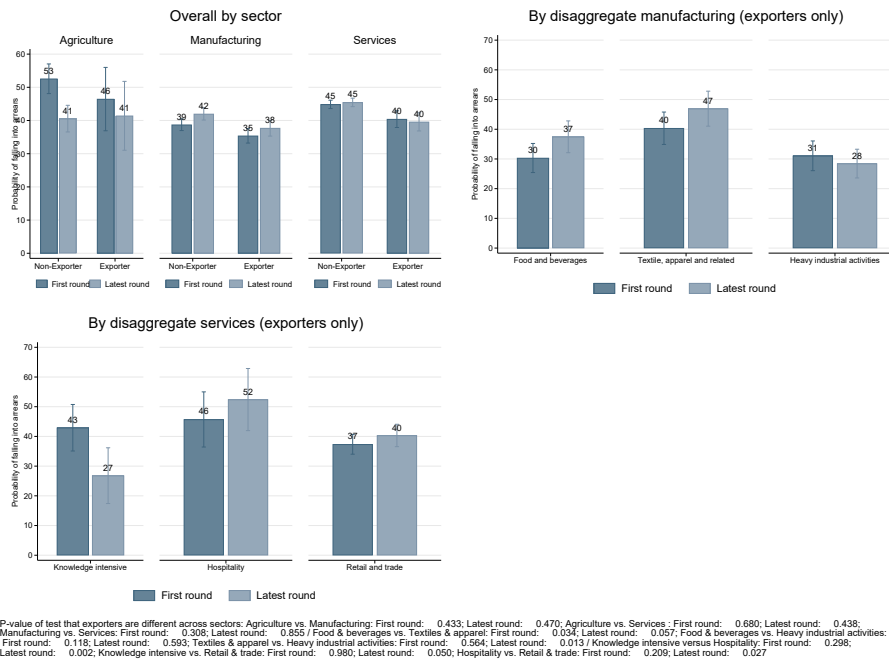 Overall by sector
By disaggregate manufacturing (exporters only)
Agriculture
Manufacturing
Services
Probability of falling into arrears
60
50
40
30
20
10
0
53
41
46
41
39
42
35
38
45
45
40
40
Non-Exporter
Exporter
Non-Exporter
Exporter
Non-Exporter
Exporter
First round
Latest round
First round
Latest round
First round
Latest round
Probability of falling into arrears
70
60
50
40
30
20
10
0
30
37
40
47
31
28
Food and beverages
Textile, apparel and related
Heavy industrial activities
First round
Latest round
By disaggregate services (exporters only)
Probability of falling into arrears
70
60
50
40
30
20
10
0
43
27
46
52
37
40
Knowledge intensive
Hospitality
Retail and trade
First round
Latest round
P-value of test that exporters are different across sectors: Agriculture vs. Manufacturing: First round: 0.433; Latest round: 0.470; Agriculture vs. Services : First round: 0.680; Latest round: 0.438;
Manufacturing vs. Services: First round: 0.308; Latest round: 0.855 / Food & beverages vs. Textiles & apparel: First round: 0.034; Latest round: 0.057; Food & beverages vs. Heavy industrial activities:
First round: 0.118; Latest round: 0.593; Textiles & apparel vs. Heavy industrial activities: First round: 0.564; Latest round: 0.013 / Knowledge intensive versus Hospitality: First round: 0.298;
Latest round: 0.002; Knowledge intensive vs. Retail & trade: First round: 0.980; Latest round: 0.050; Hospitality vs. Retail & trade: First round: 0.209; Latest round: 0.027